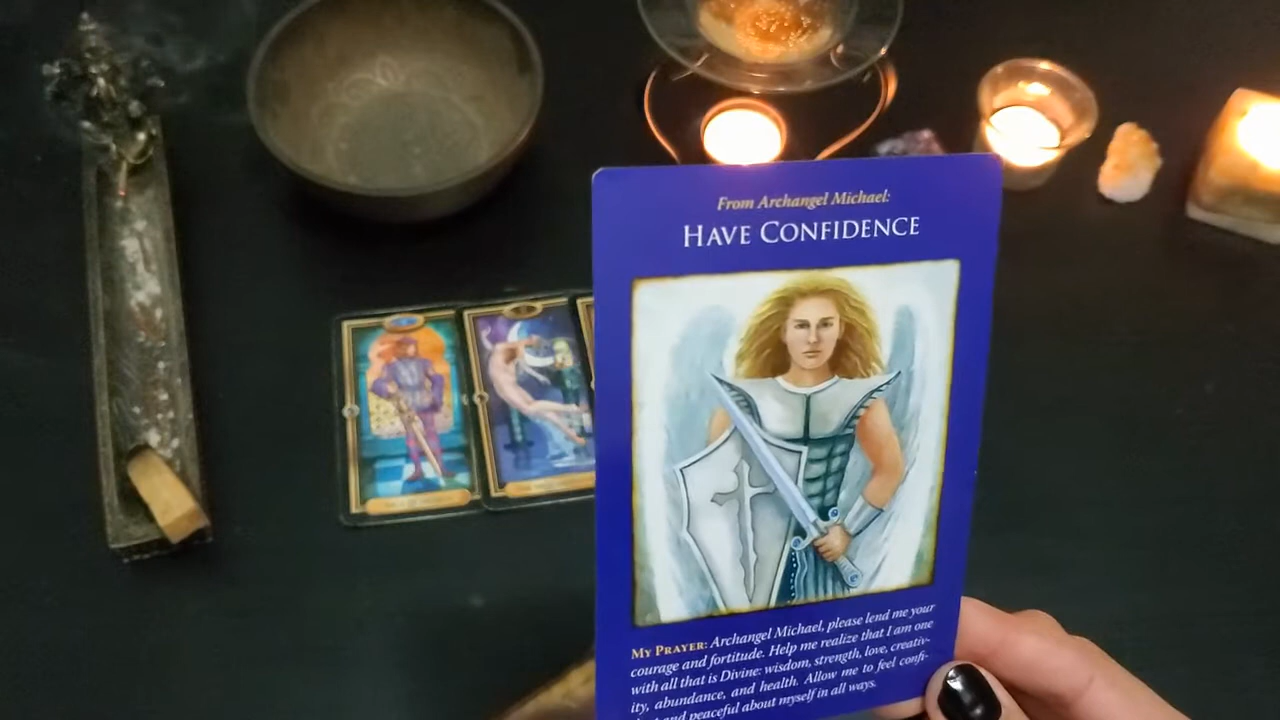 From Archangel Michael:
HAVE CONFIDENCE
MY PRAYER: Archangel Michael, please lend me your
courage and fortitude. Help me realize that I am one
with all that is Divine: wisdom, strength, love, creativ-
ity, abundance, and health. Allow me to feel confi-
and peaceful about myself in all ways.